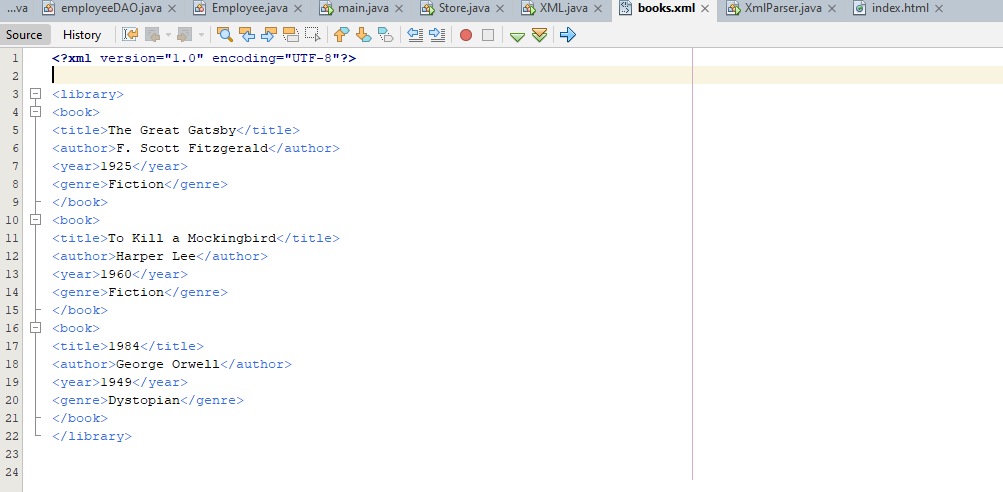 ...va employeeDAO.java Employee.java main.java Store.java XML.java books.xml XmlParser.java index.html
Source History
1 <?xml version="1.0" encoding="UTF-8"?>
2
3 <library>
4 <book>
5 <title>The Great Gatsby</title>
6 <author>F. Scott Fitzgerald</author>
7 <year>1925</year>
8 <genre>Fiction</genre>
9 </book>
10 <book>
11 <title>To Kill a Mockingbird</title>
12 <author>Harper Lee</author>
13 <year>1960</year>
14 <genre>Fiction</genre>
15 </book>
16 <book>
17 <title>1984</title>
18 <author>George Orwell</author>
19 <year>1949</year>
20 <genre>Dystopian</genre>
21 </book>
22 </library>
23
24